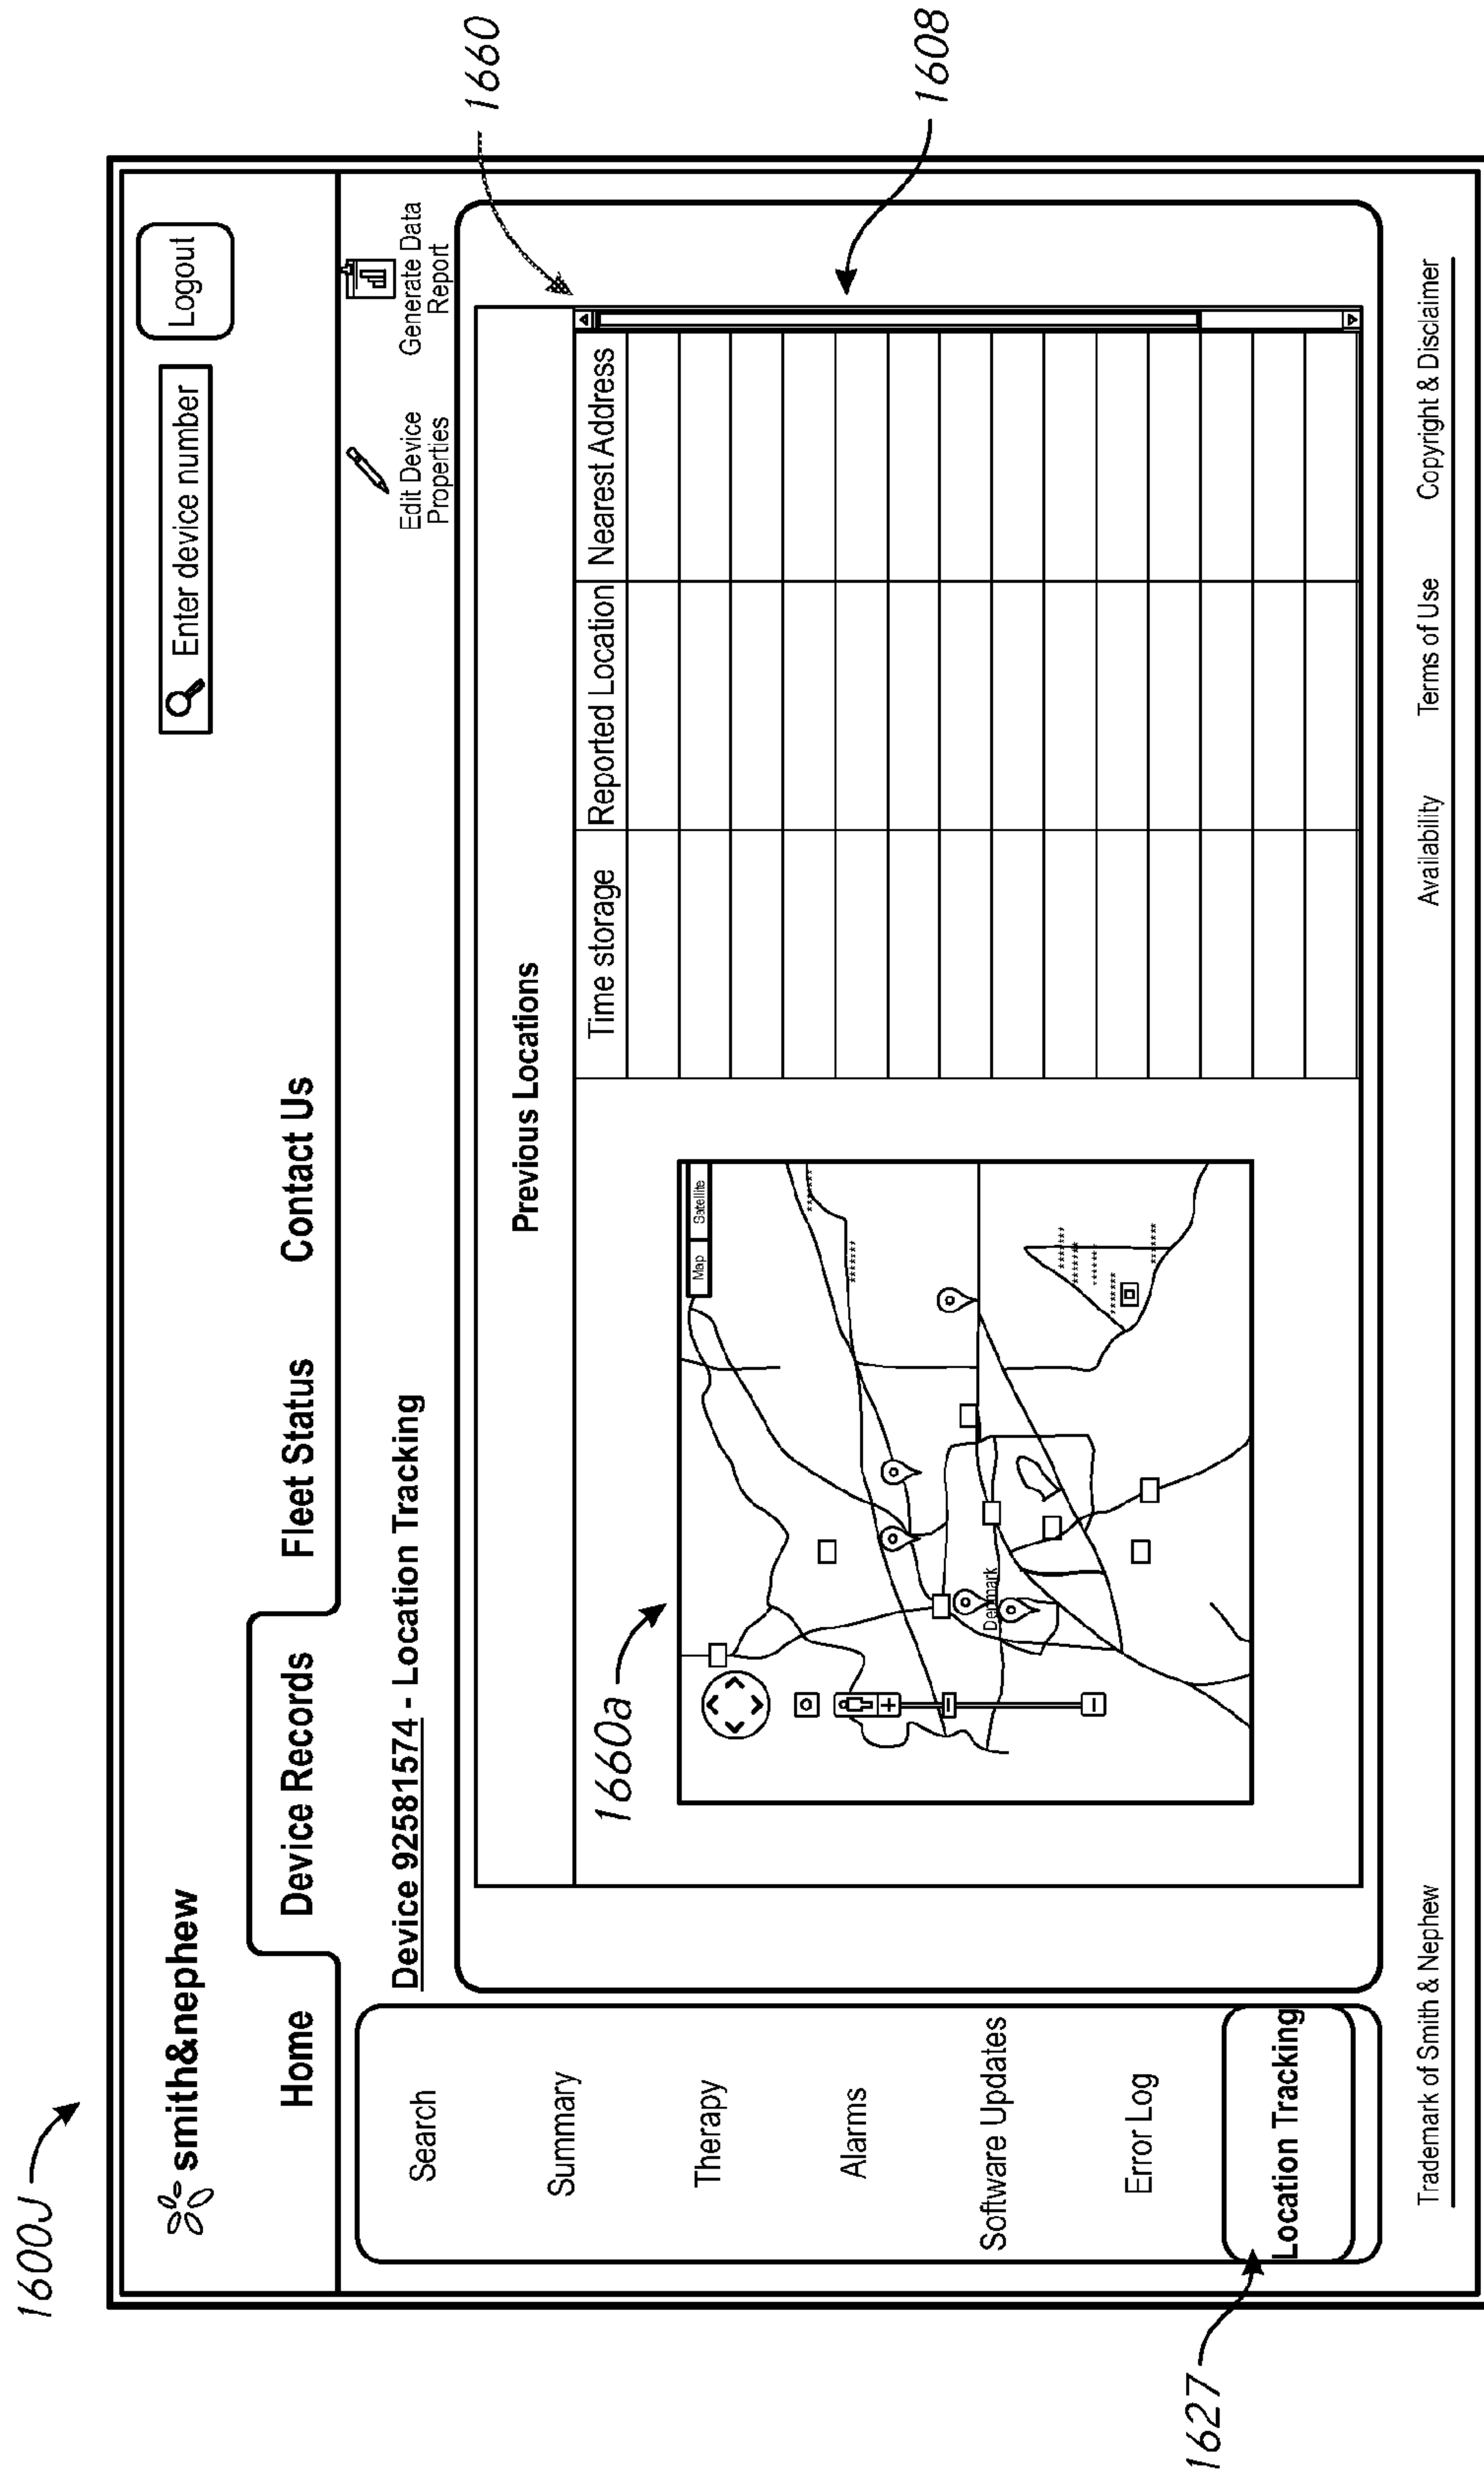 1600J
smith&nephew
Enter device number
Logout
Home
Device Records
Fleet Status
Contact Us
Device 92581574 - Location Tracking
Edit Device
Properties
Generate Data
Report
1660
Search
Summary
Therapy
Alarms
Software Updates
Error Log
Location Tracking
1627
Previous Locations
1660a
Map
Satellite
Denmark
Time storage
Reported Location
Nearest Address
1608
Trademark of Smith & Nephew
Availability
Terms of Use
Copyright & Disclaimer